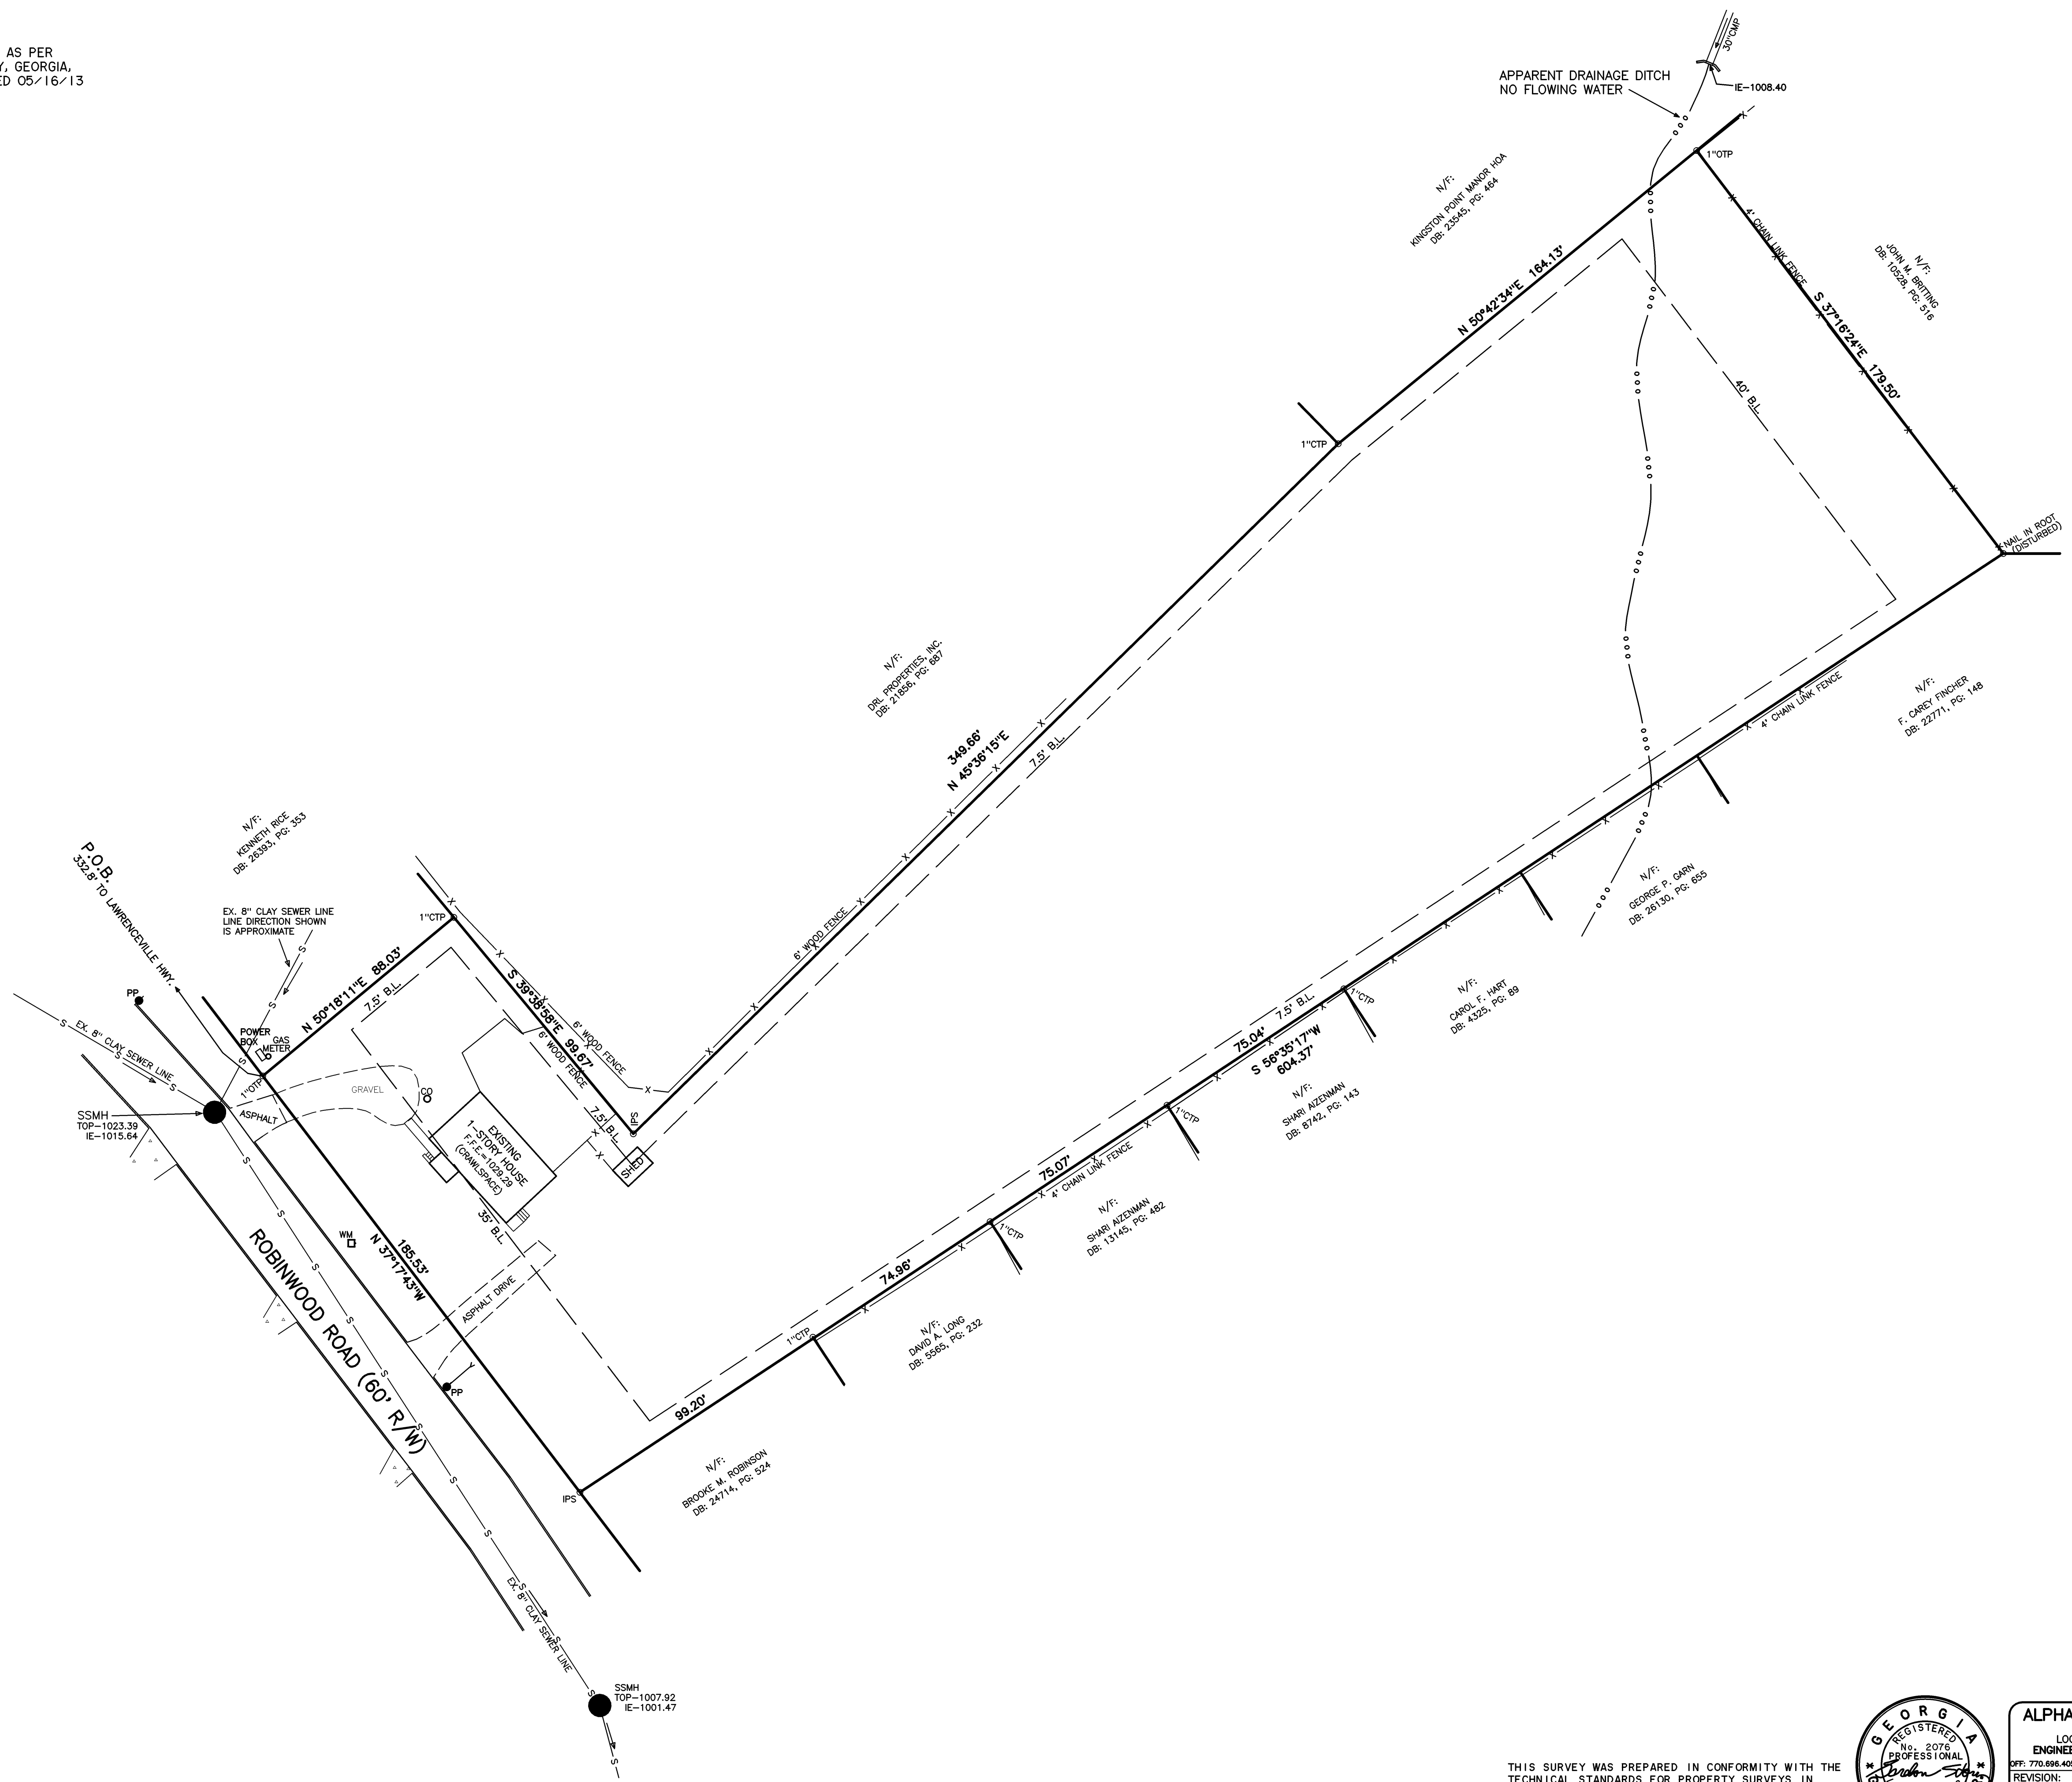 AS PER
Y, GEORGIA,
ED 05/16/13
30"CMP
APPARENT DRAINAGE DITCH
NO FLOWING WATER
IE-1008.40
1"OTP
N/F:
KINGSTON POINT MANOR HOA
DB: 23545, PG: 464
4' CHAIN LINK FENCE
N/F:
JOHN M. BRITTING
DB: 10528, PG: 516
N 50°42'34"E 164.13'
S 37°16'24"E 179.50'
40' B.L.
1"CTP
NAIL IN ROOT
(DISTURBED)
N/F:
DRL PROPERTIES, INC.
DB: 21856, PG: 687
N/F:
F. CAREY FINCHER
DB: 22771, PG: 148
4' CHAIN LINK FENCE
349.66'
N 45°36'15"E
7.5' B.L.
N/F:
KENNETH RICE
DB: 26393, PG: 353
P.O.B.
332.8' TO LAWRENCEVILLE HWY.
1"CTP
EX. 8" CLAY SEWER LINE
LINE DIRECTION SHOWN
IS APPROXIMATE
6' WOOD FENCE
N/F:
GEORGE P. GARN
DB: 26130, PG: 655
N 50°18'11"E 88.03'
7.5' B.L.
S 39°38'58"E 99.67'
6' WOOD FENCE
6' WOOD FENCE
PP
EX. 8" CLAY SEWER LINE
POWER
BOX
GAS
METER
1"OTP
GRAVEL
CO
ASPHALT
SSMH
TOP-1023.39
IE-1015.64
7.5' B.L.
IPS
SHED
EXISTING
1-STORY HOUSE
F.F.E.=1029.29
(CRAWLSPACE)
N/F:
CAROL F. HART
DB: 4325, PG: 89
1"CTP
7.5' B.L.
75.04'
S 56°35'17"W
604.37'
N/F:
SHARI AIZENMAN
DB: 8742, PG: 143
1"CTP
75.07'
4' CHAIN LINK FENCE
N/F:
SHARI AIZENMAN
DB: 13145, PG: 482
1"CTP
35' B.L.
WM
185.53'
N 37°17'43"W
ROBINWOOD ROAD (60' R/W)
ASPHALT DRIVE
74.96'
1"CTP
N/F:
DAVID A. LONG
DB: 5565, PG: 232
PP
99.20'
N/F:
BROOKE M. ROBINSON
DB: 24714, PG: 524
IPS
EX. 8" CLAY SEWER LINE
SSMH
TOP-1007.92
IE-1001.47
THIS SURVEY WAS PREPARED IN CONFORMITY WITH THE
TECHNICAL STANDARDS FOR PROPERTY SURVEYS IN
GEORGIA
REGISTERED
No. 2076
PROFESSIONAL
ALPHA
LOC
ENGINEE
OFF: 770.696.40
REVISION: